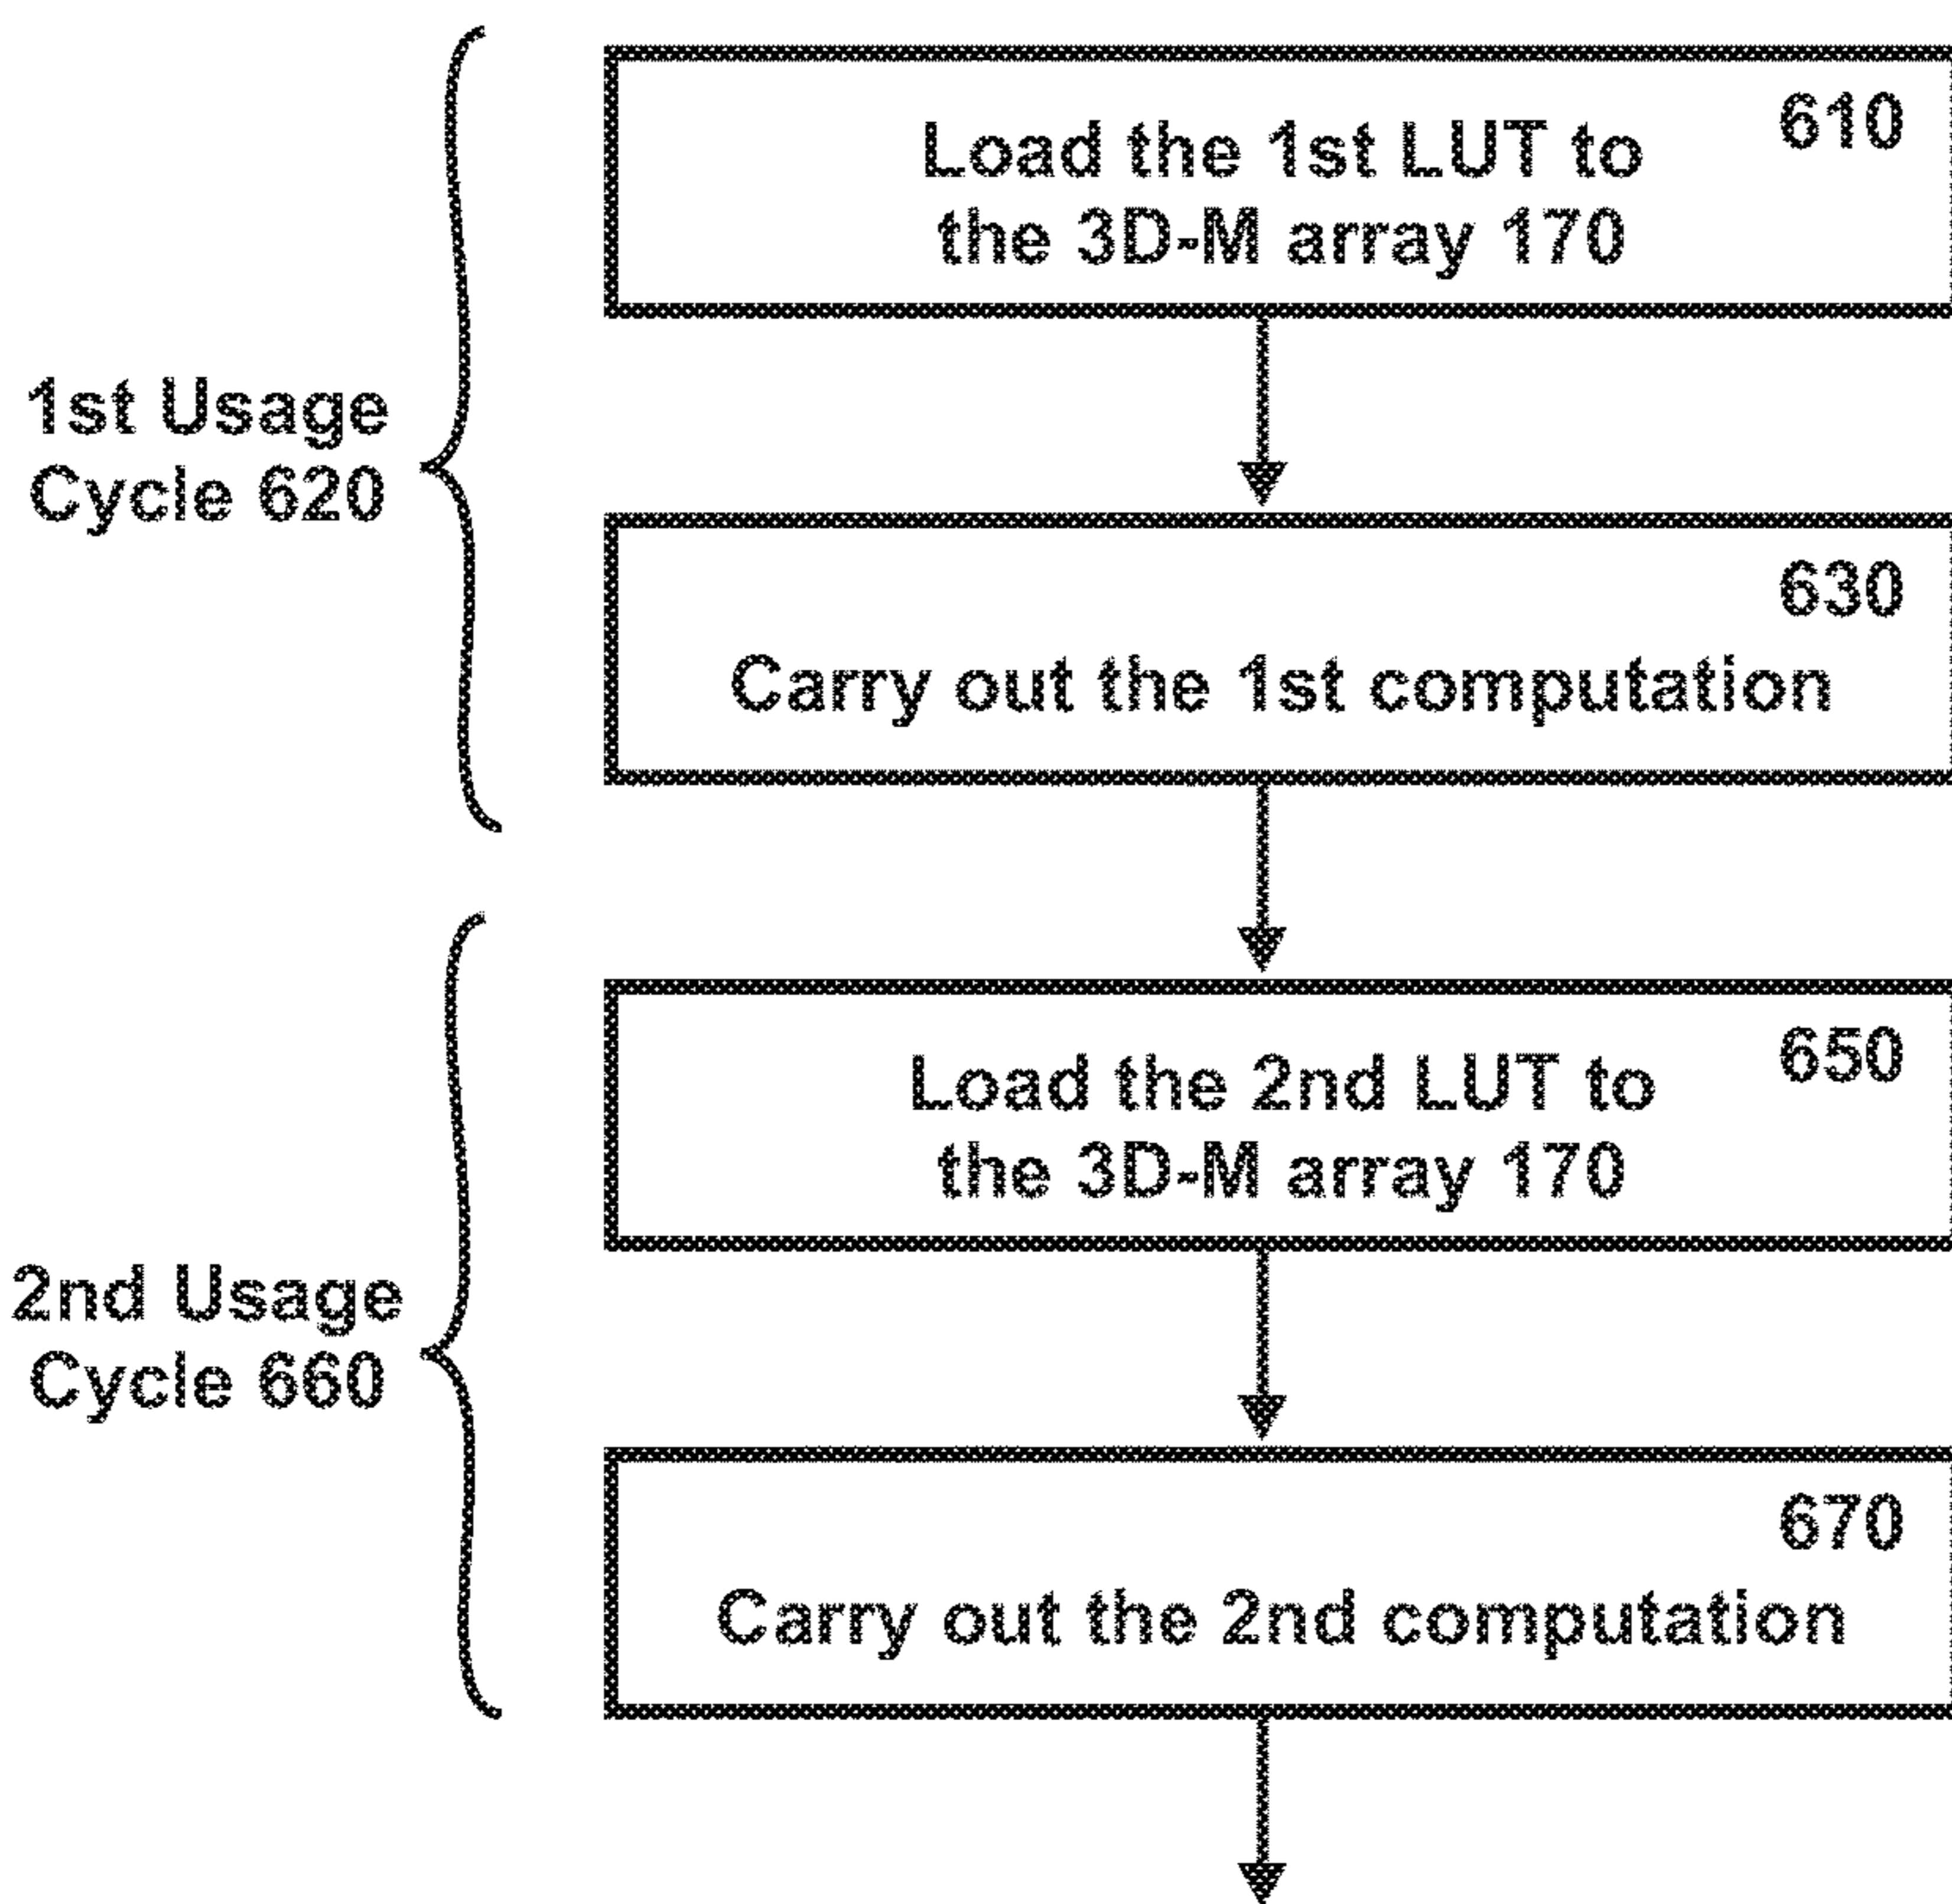 610
Load the 1st LUT to
the 3D-M array 170
1st Usage
Cycle 620
630
Carry out the 1st computation
650
Load the 2nd LUT to
the 3D-M array 170
2nd Usage
Cycle 660
670
Carry out the 2nd computation